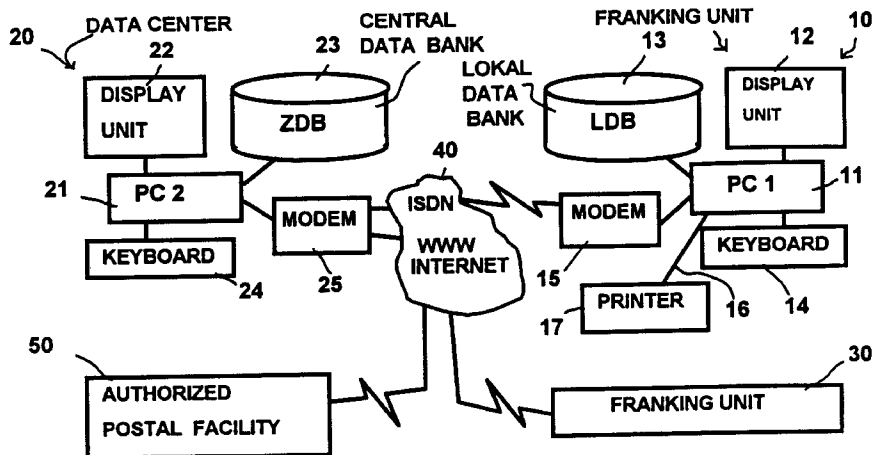 DATA CENTER
20
22
23
CENTRAL
DATA BANK
FRANKING UNIT
10
13
12
LOKAL
DATA
BANK
DISPLAY
UNIT
ZDB
LDB
DISPLAY
UNIT
40
21
PC 2
ISDN
PC 1
11
MODEM
WWW
INTERNET
MODEM
KEYBOARD
24
25
15
KEYBOARD
14
16
PRINTER
17
50
30
AUTHORIZED
POSTAL FACILITY
FRANKING UNIT